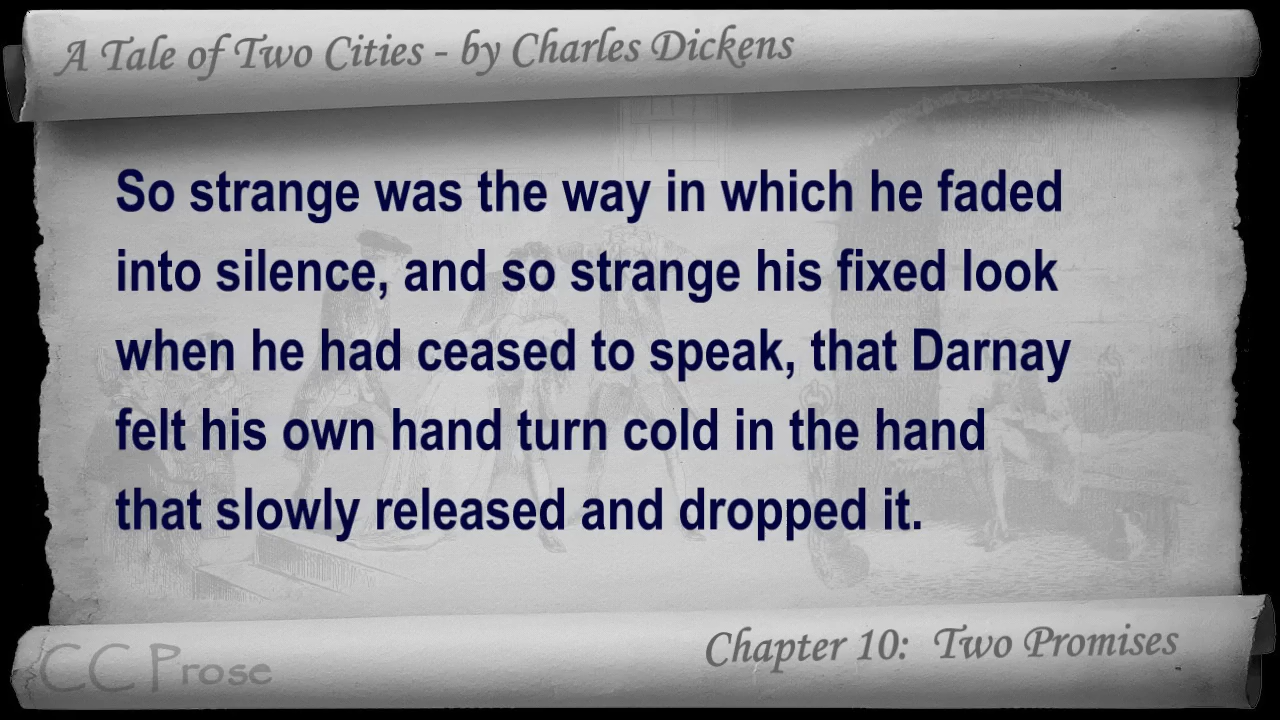 A Tale of Two Cities - by Charles Dickens
So strange was the way in which he faded
into silence, and so strange his fixed look
when he had ceased to speak, that Darnay
felt his own hand turn cold in the hand
that slowly released and dropped it.
Chapter 10: Two Promises
CC Prose